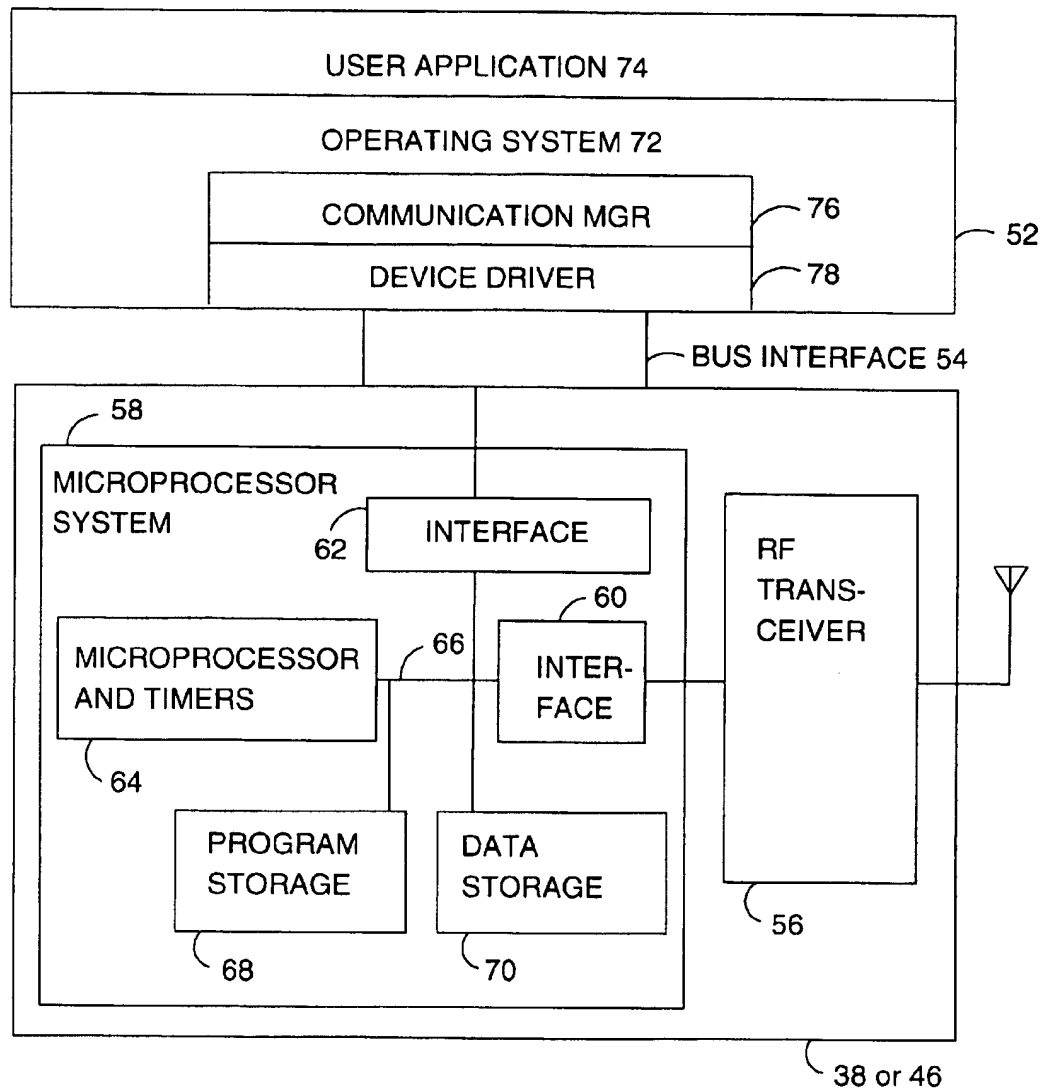 USER APPLICATION 74
OPERATING SYSTEM 72
COMMUNICATION MGR
76
52
DEVICE DRIVER
78
BUS INTERFACE 54
58
MICROPROCESSOR
SYSTEM
62
INTERFACE
RF
TRANS-
CEIVER
60
66
MICROPROCESSOR
AND TIMERS
INTER-
FACE
64
PROGRAM
STORAGE
DATA
STORAGE
56
68
70
38 or 46